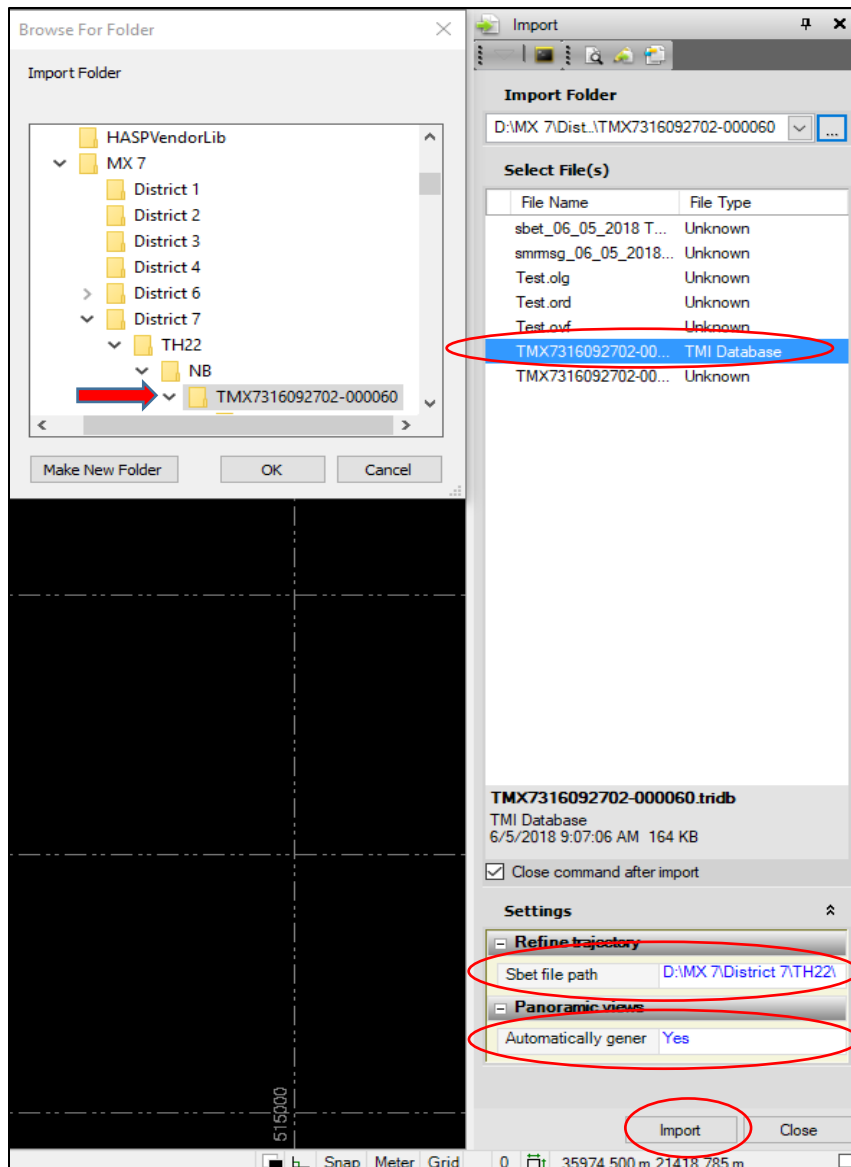 Browse For Folder
Import Folder
HASPVendorLib
MX 7
District 1
District 2
District 3
District 4
District 6
District 7
TH22
NB
TMX7316092702-000060
Make New Folder
OK
Cancel
515000
Import
Import Folder
D:\MX 7\Dist..\TMX7316092702-000060
...
Select File(s)
File Name File Type
sbet_06_05_2018 T... Unknown
smrmsg_06_05_2018... Unknown
Test.olg Unknown
Test.ord Unknown
Test.ovf Unknown
TMX7316092702-00... TMI Database
TMX7316092702-00... Unknown
TMX7316092702-000060.tridb
TMI Database
6/5/2018 9:07:06 AM 164 KB
Close command after import
Settings
Refine trajectory
Sbet file path D:\MX 7\District 7\TH22\
Panoramic views
Automatically gener Yes
Import Close
Snap Meter Grid 0 35974.500 m,21418.785 m